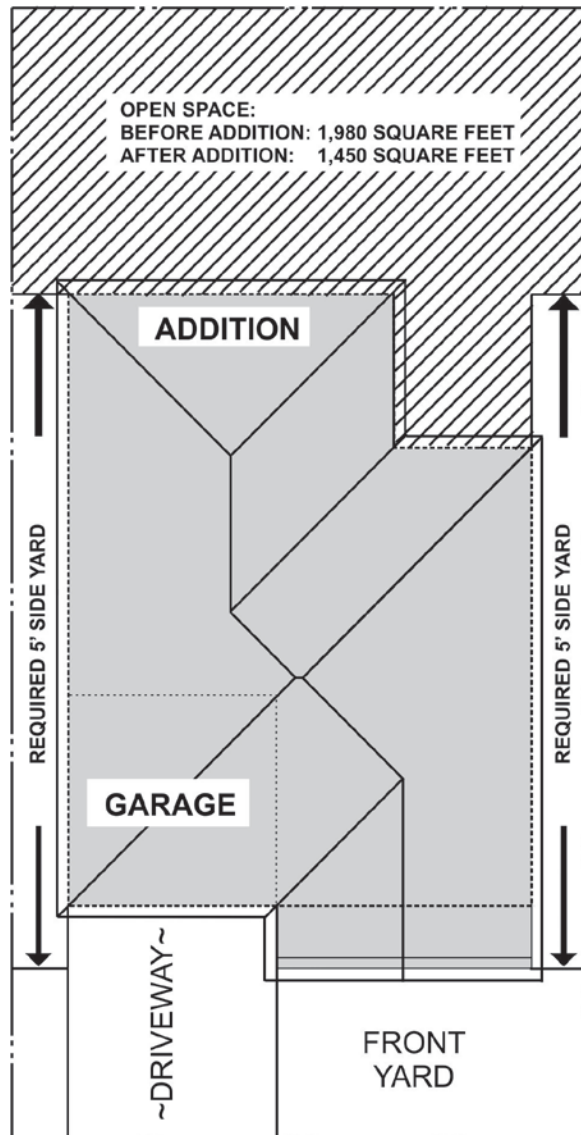 OPEN SPACE:
BEFORE ADDITION: 1,980 SQUARE FEET
AFTER ADDITION: 1,450 SQUARE FEET
ADDITION
REQUIRED 5' SIDE YARD
REQUIRED 5' SIDE YARD
GARAGE
~DRIVEWAY~
FRONT
YARD